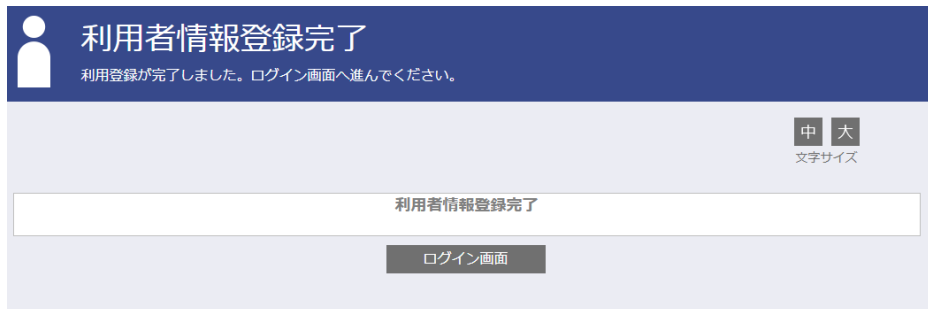 利用者情報登録完了
利用登録が完了しました。ログイン画面へ進んでください。
中 大
文字サイズ
利用者情報登録完了
ログイン画面